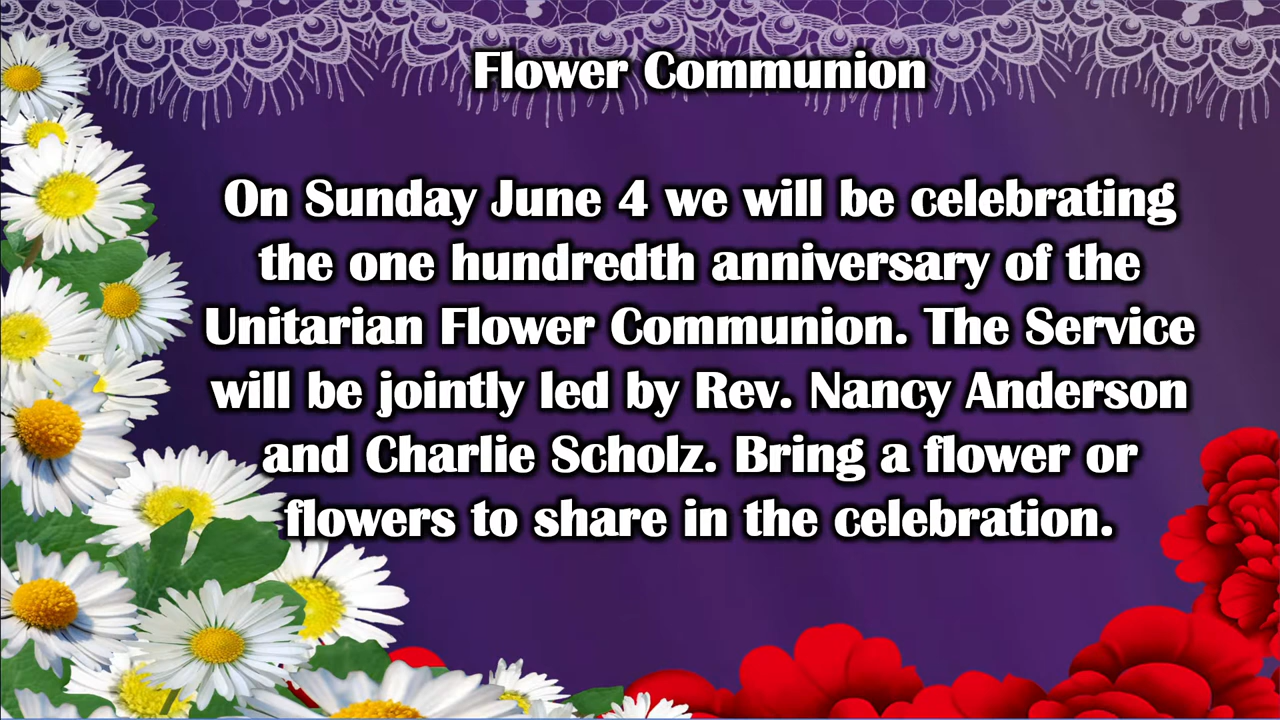 Flower Communion
On Sunday June 4 we will be celebrating
the one hundredth anniversary of the
Unitarian Flower Communion. The Service
will be jointly led by Rev. Nancy Anderson
and Charlie Scholz. Bring a flower or
flowers to share in the celebration.